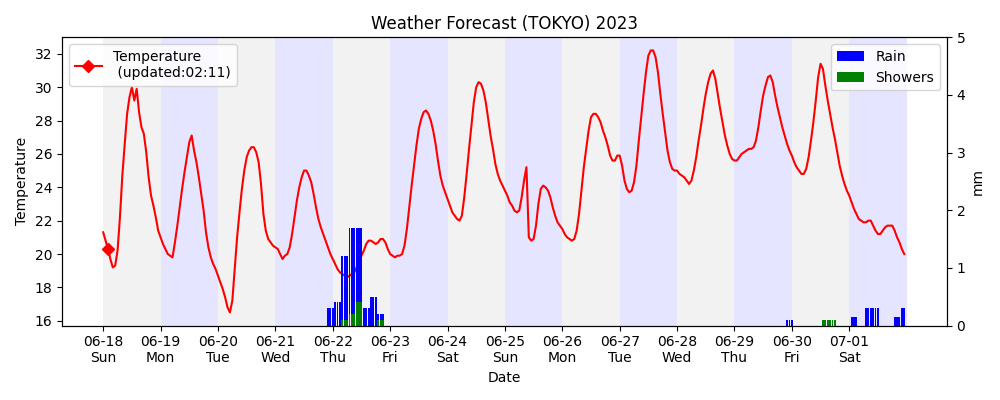 Weather Forecast (TOKYO) 2023
Temperature
(updated:02:11)
Rain
Showers
Temperature
32
30
28
26
24
22
20
18
16
5
4
3
2
1
0
mm
06-18 06-19 06-20 06-21 06-22 06-23 06-24 06-25 06-26 06-27 06-28 06-29 06-30 07-01
Sun Mon Tue Wed Thu Fri Sat Sun Mon Tue Wed Thu Fri Sat
Date